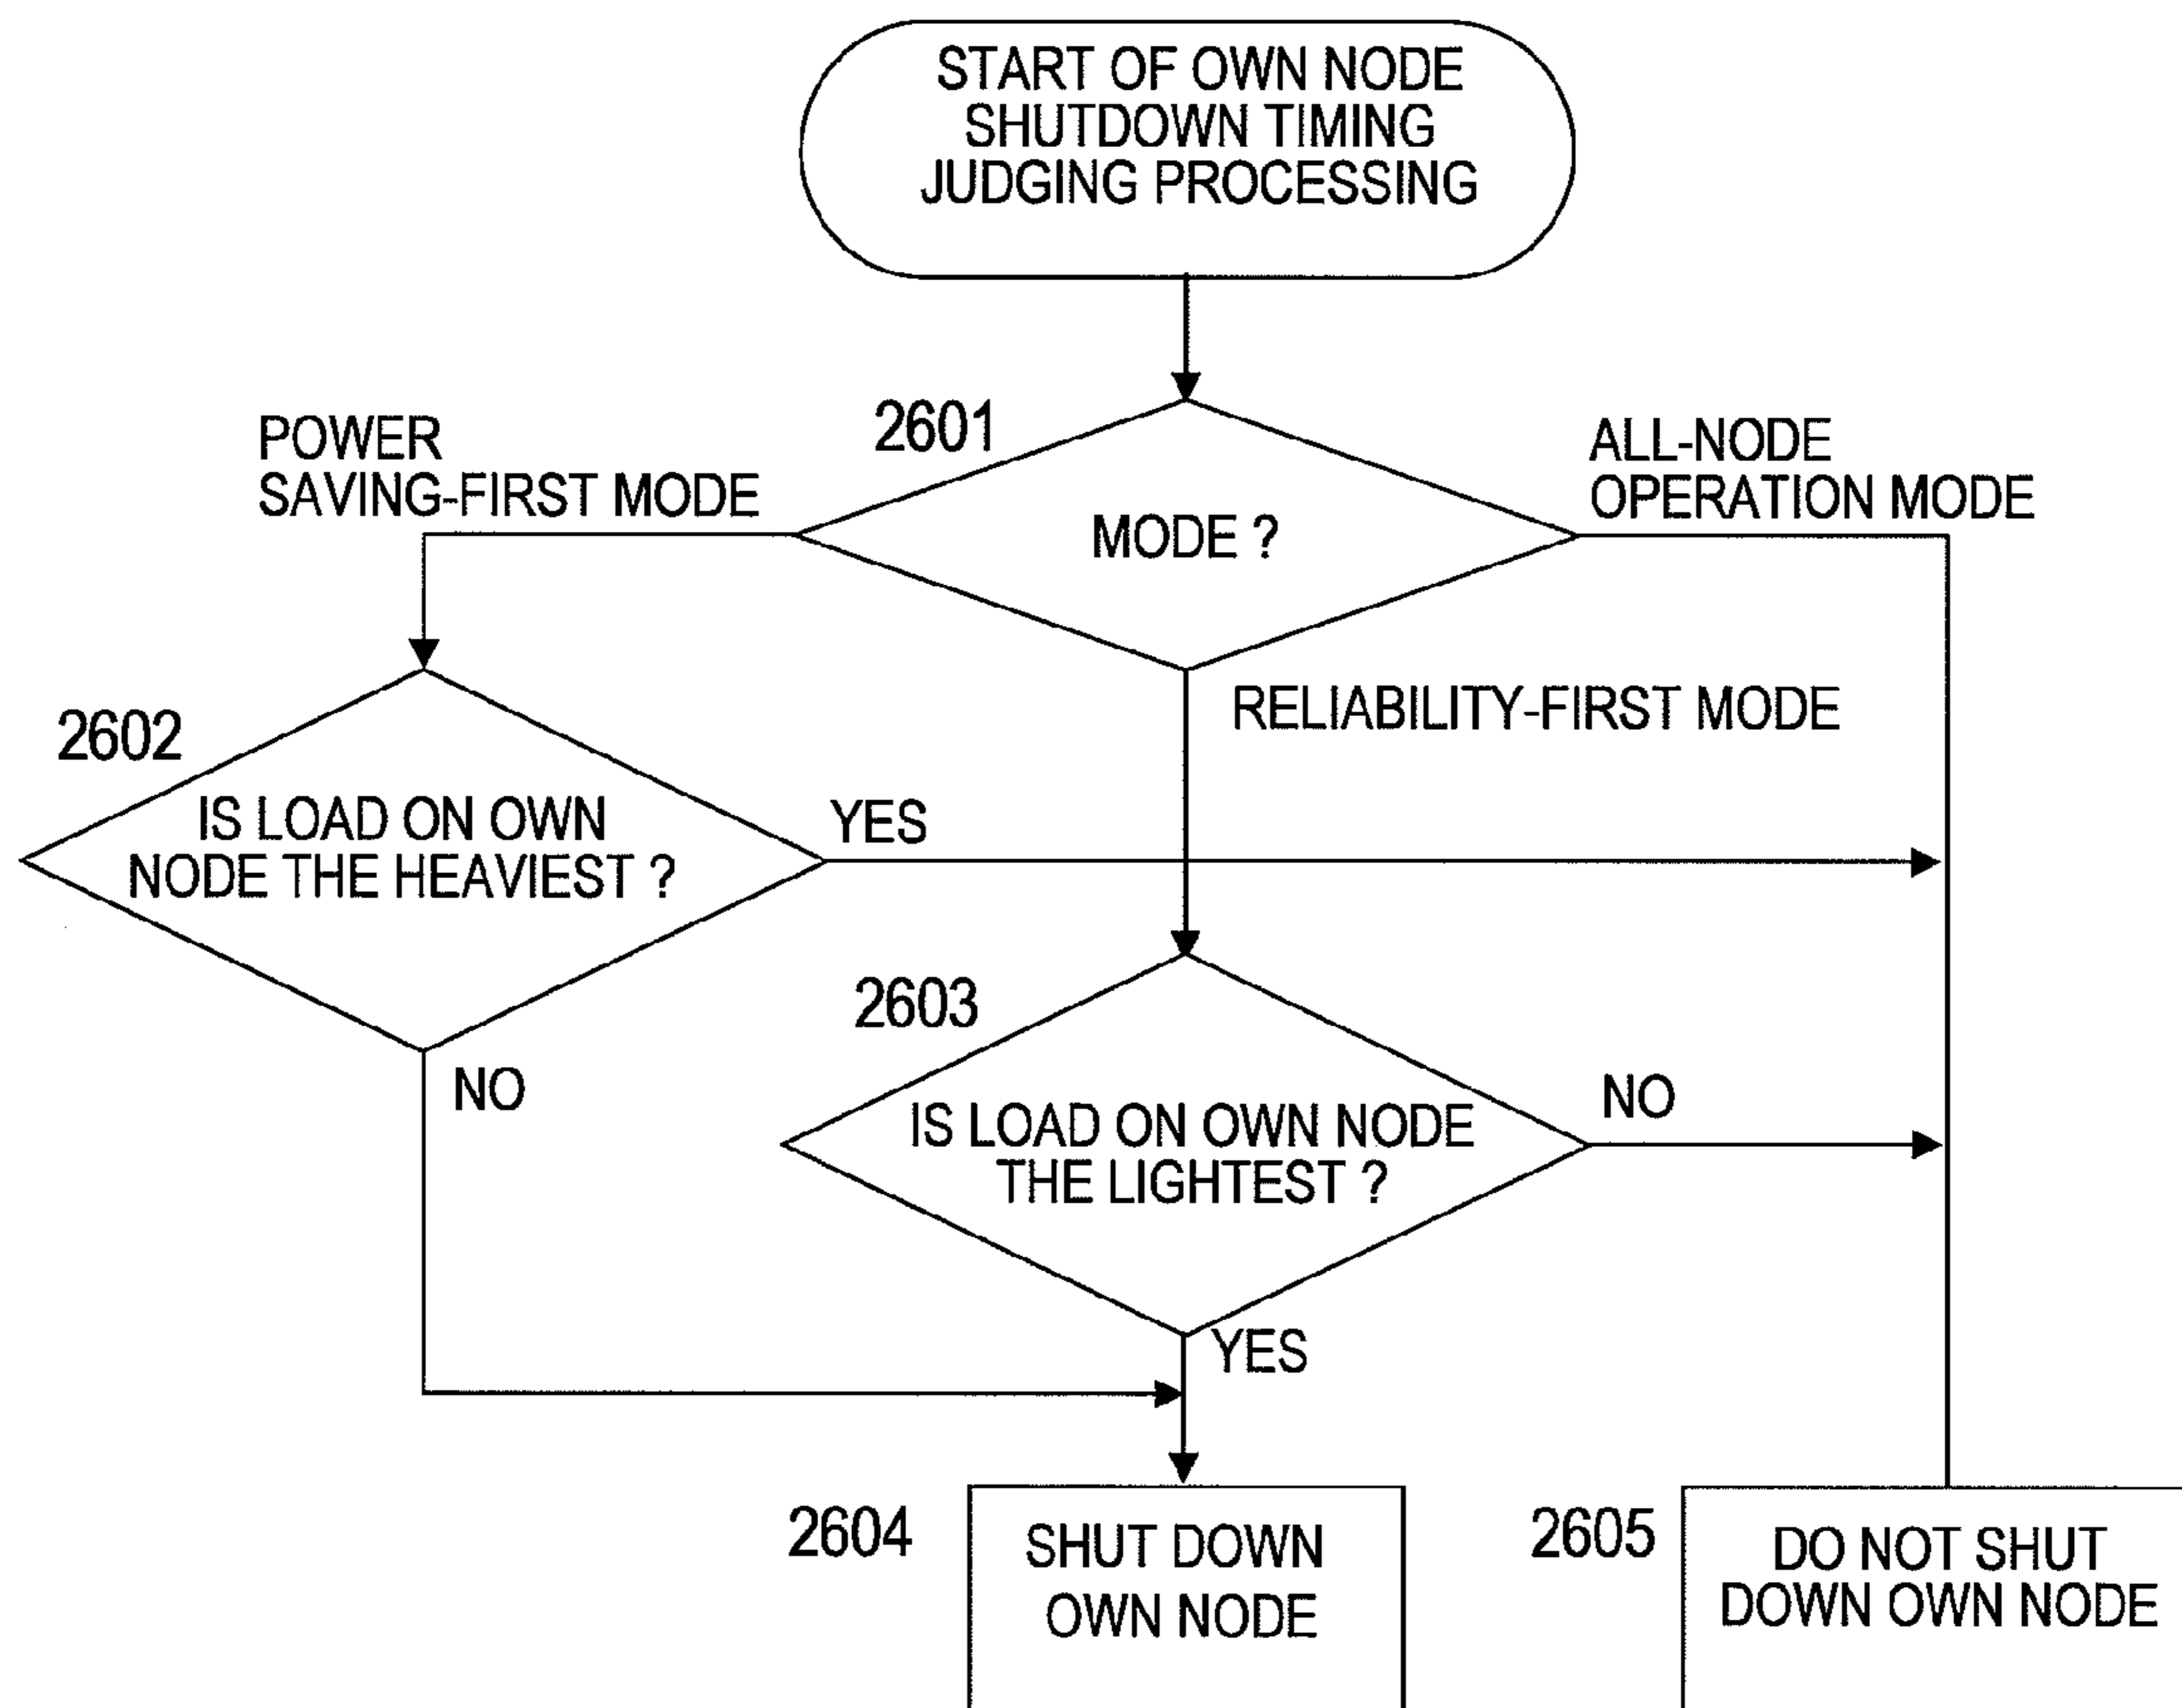 START OF OWN NODE
SHUTDOWN TIMING
JUDGING PROCESSING
2601
POWER
SAVING-FIRST MODE
MODE ?
ALL-NODE
OPERATION MODE
RELIABILITY-FIRST MODE
2602
IS LOAD ON OWN
NODE THE HEAVIEST ?
YES
NO
2603
IS LOAD ON OWN NODE
THE LIGHTEST ?
NO
YES
2604
SHUT DOWN
OWN NODE
2605
DO NOT SHUT
DOWN OWN NODE